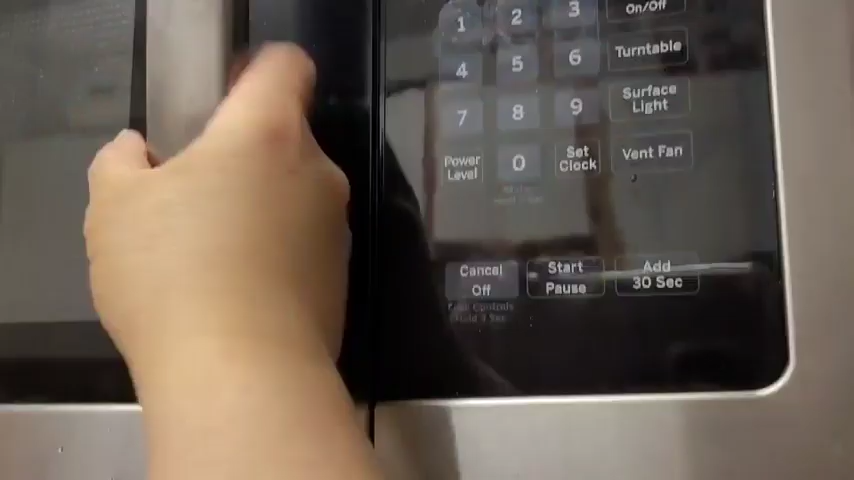 1 2 3 On/Off
4 5 6 Turntable
7 8 9 Surface
Light
Power
Level
0
Set
Clock
Vent Fan
Cancel
Off
Start
Pause
Add
30 Sec
Controls